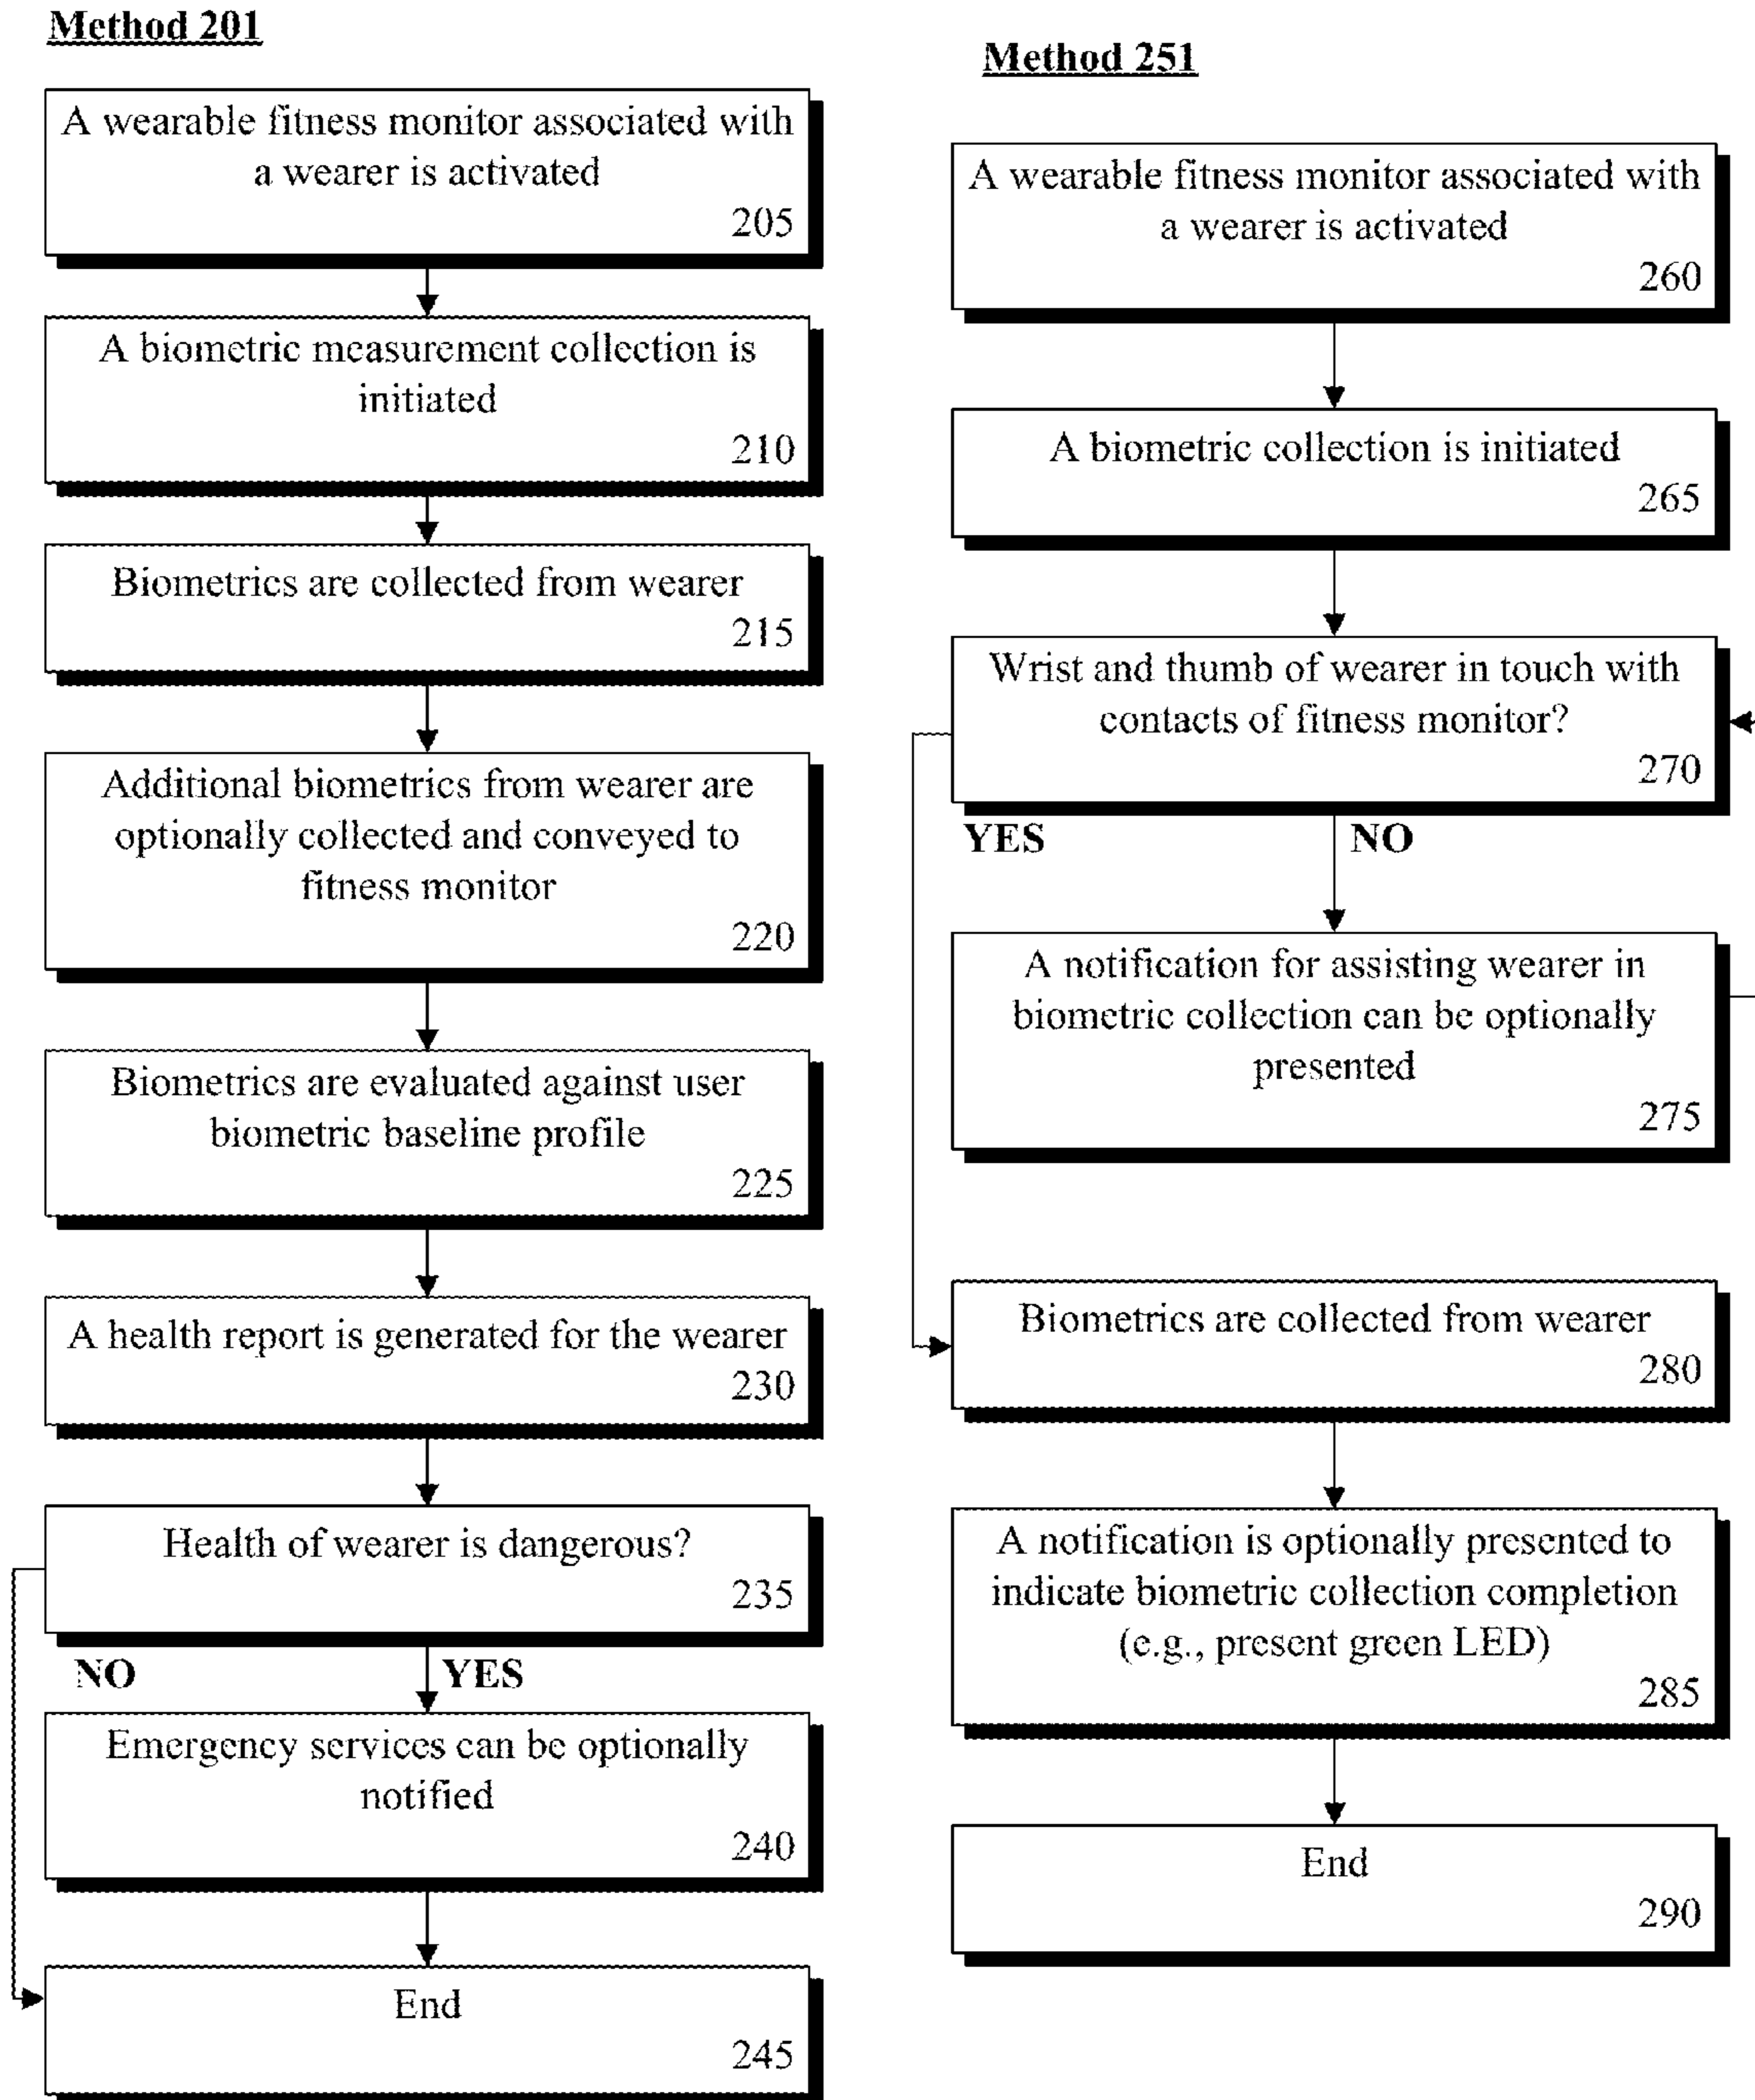 Method 201
A wearable fitness monitor associated with
a wearer is activated
205
A biometric measurement collection is
initiated
210
Biometrics are collected from wearer
215
Additional biometrics from wearer are
optionally collected and conveyed to
fitness monitor
220
Biometrics are evaluated against user
biometric baseline profile
225
A health report is generated for the wearer
230
Health of wearer is dangerous?
235
NO
YES
Emergency services can be optionally
notified
240
End
245
Method 251
A wearable fitness monitor associated with
a wearer is activated
260
A biometric collection is initiated
265
Wrist and thumb of wearer in touch with
contacts of fitness monitor?
270
YES
NO
A notification for assisting wearer in
biometric collection can be optionally
presented
275
Biometrics are collected from wearer
280
A notification is optionally presented to
indicate biometric collection completion
(e.g., present green LED)
285
End
290